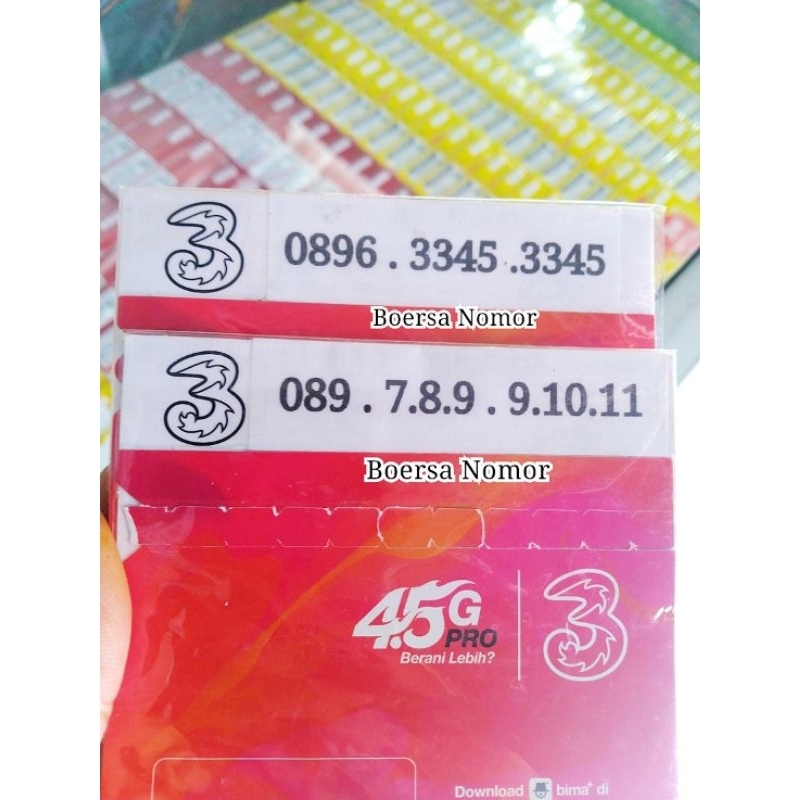 3
0896 . 3345 .3345
Boersa Nomor
3
089 . 7.8.9 . 9.10.11
Boersa Nomor
4.5G
PRO
Berani Lebih?
3
Download bima+ di